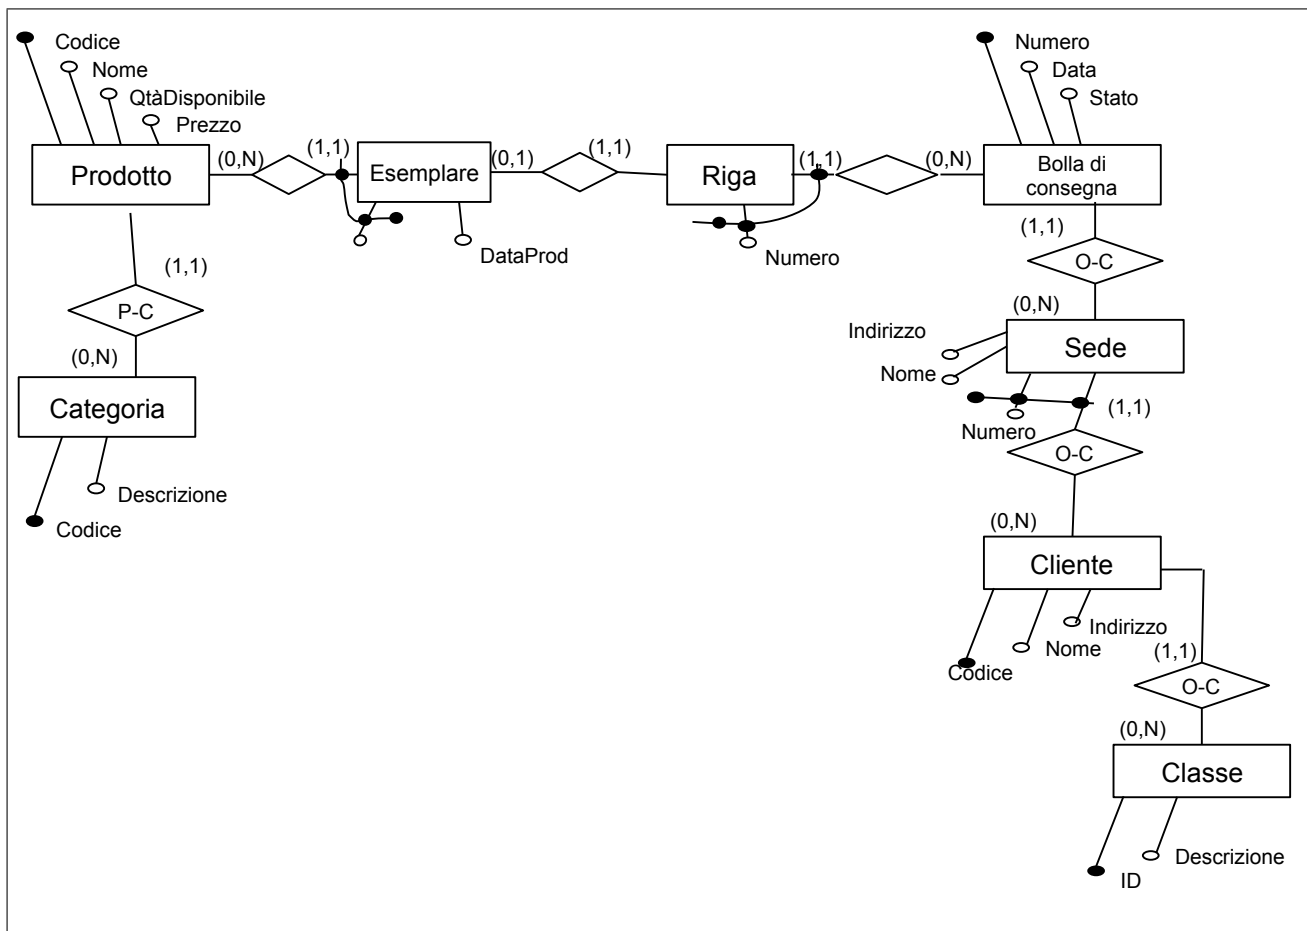 Codice
Nome
QtàDisponibile
Prezzo
Numero
Data
Stato
Prodotto
(0,N)
(1,1)
Esemplare
(0,1)
(1,1)
Riga
(1,1)
(0,N)
Bolla di
consegna
DataProd
Numero
(1,1)
O-C
(1,1)
P-C
(0,N)
Categoria
Descrizione
Codice
(0,N)
Indirizzo
Sede
Nome
Numero
(1,1)
O-C
(0,N)
Cliente
Indirizzo
Nome
Codice
(1,1)
O-C
(0,N)
Classe
Descrizione
ID